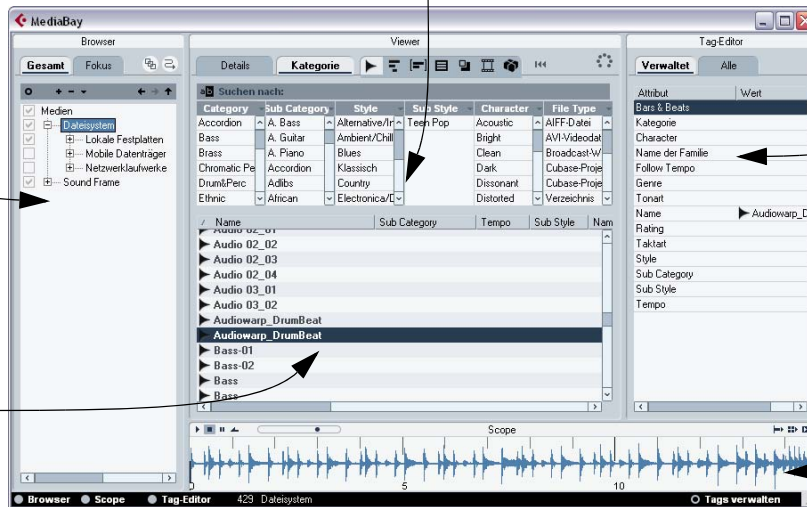 MediaBay
Browser
Viewer
Tag-Editor
Gesamt Fokus
Details Kategorie
Verwaltet Alle
Suchen nach:
Attribut Wert
Medien
Dateisystem
Lokale Festplatten
Mobile Datenträger
Netzwerklaufwerke
Sound Frame
Category Sub Category Style Sub Style Character File Type
Accordion A. Bass Alternative/In Teen Pop Acoustic AIFF-Datei
Bass A. Guitar Ambient/Chill Bright AVI-Videodat
Brass A. Piano Blues Clean Broadcast-W
Chromatic Pe Accordion Klassisch Dark Cubase-Proje
Drum&Perc Adlibs Country Dissonant Cubase-Proje
Ethnic African Electronica/D Distorted Verzeichnis
Name Sub Category Tempo Sub Style Nam
Audio 02_01
Audio 02_02
Audio 02_03
Audio 02_04
Audio 03_01
Audio 03_02
Audiowarp_DrumBeat
Audiowarp_DrumBeat
Bass-01
Bass-02
Bass
Bass
Bars & Beats
Kategorie
Character
Name der Familie
Follow Tempo
Genre
Tonart
Name Audiowarp_D
Rating
Taktart
Style
Sub Category
Sub Style
Tempo
Scope
0 5 10
Browser Scope Tag-Editor 429 Dateisystem Tags verwalten